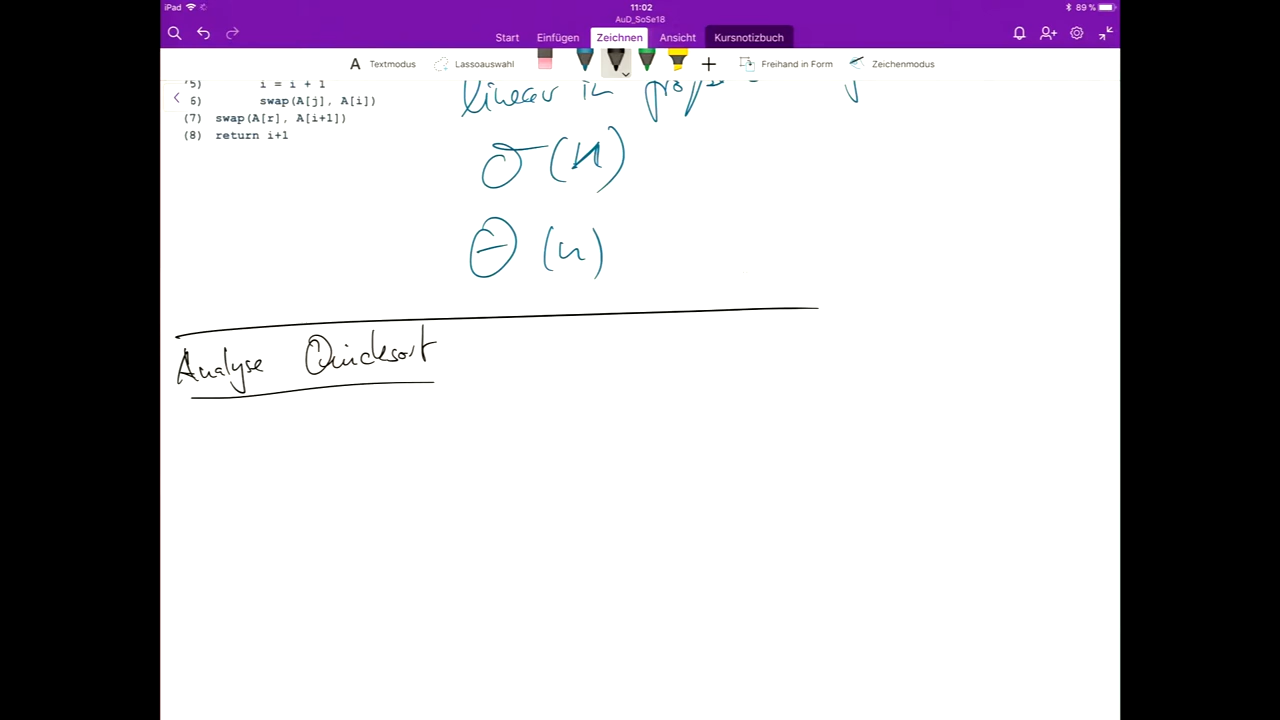 iPad 11:02 89 %
AuD_SoSe18
Start Einfügen Zeichnen Ansicht Kursnotizbuch
A Textmodus Lassoauswahl + Freihand in Form Zeichenmodus
5) i = i + 1
6) swap(A[j], A[i])
(7) swap(A[r], A[i+1])
(8) return i+1
linear in
O (n)
Θ (n)
Analyse Quicksort